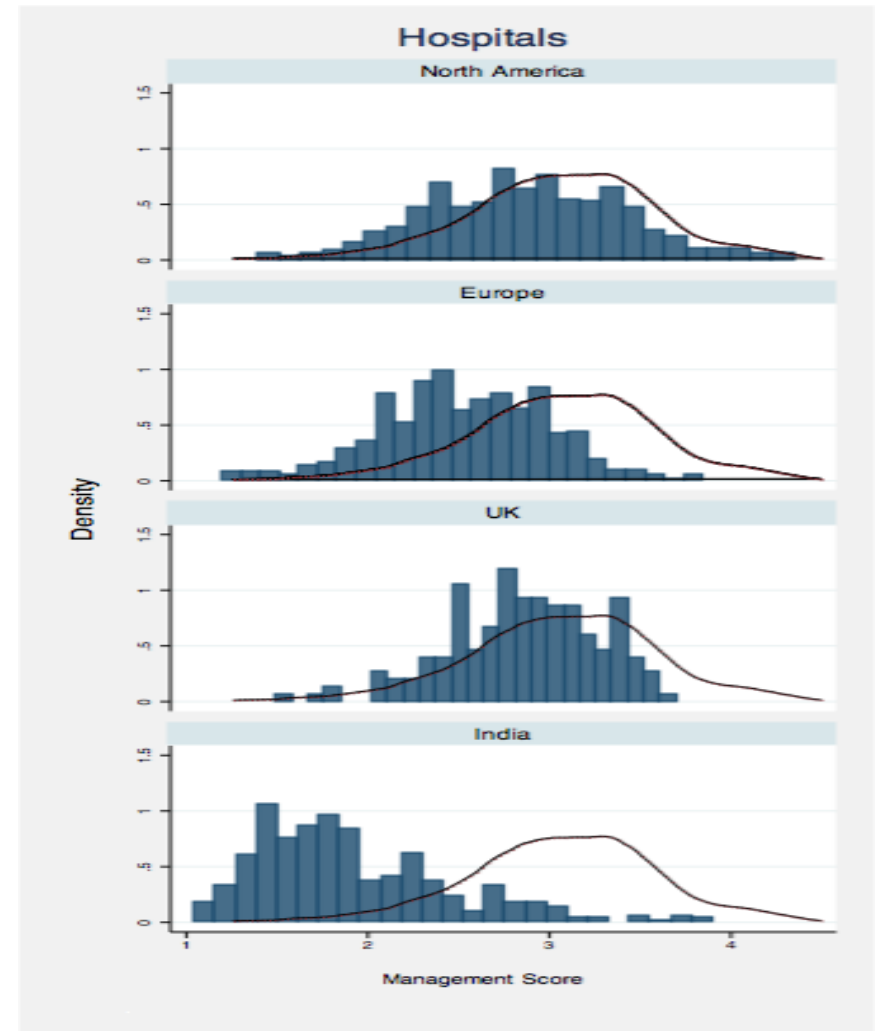 Hospitals
North America
1.5
1
.5
0
Europe
1.5
1
.5
0
Density
UK
1.5
1
.5
0
India
1.5
1
.5
0
1 2 3 4
Management Score